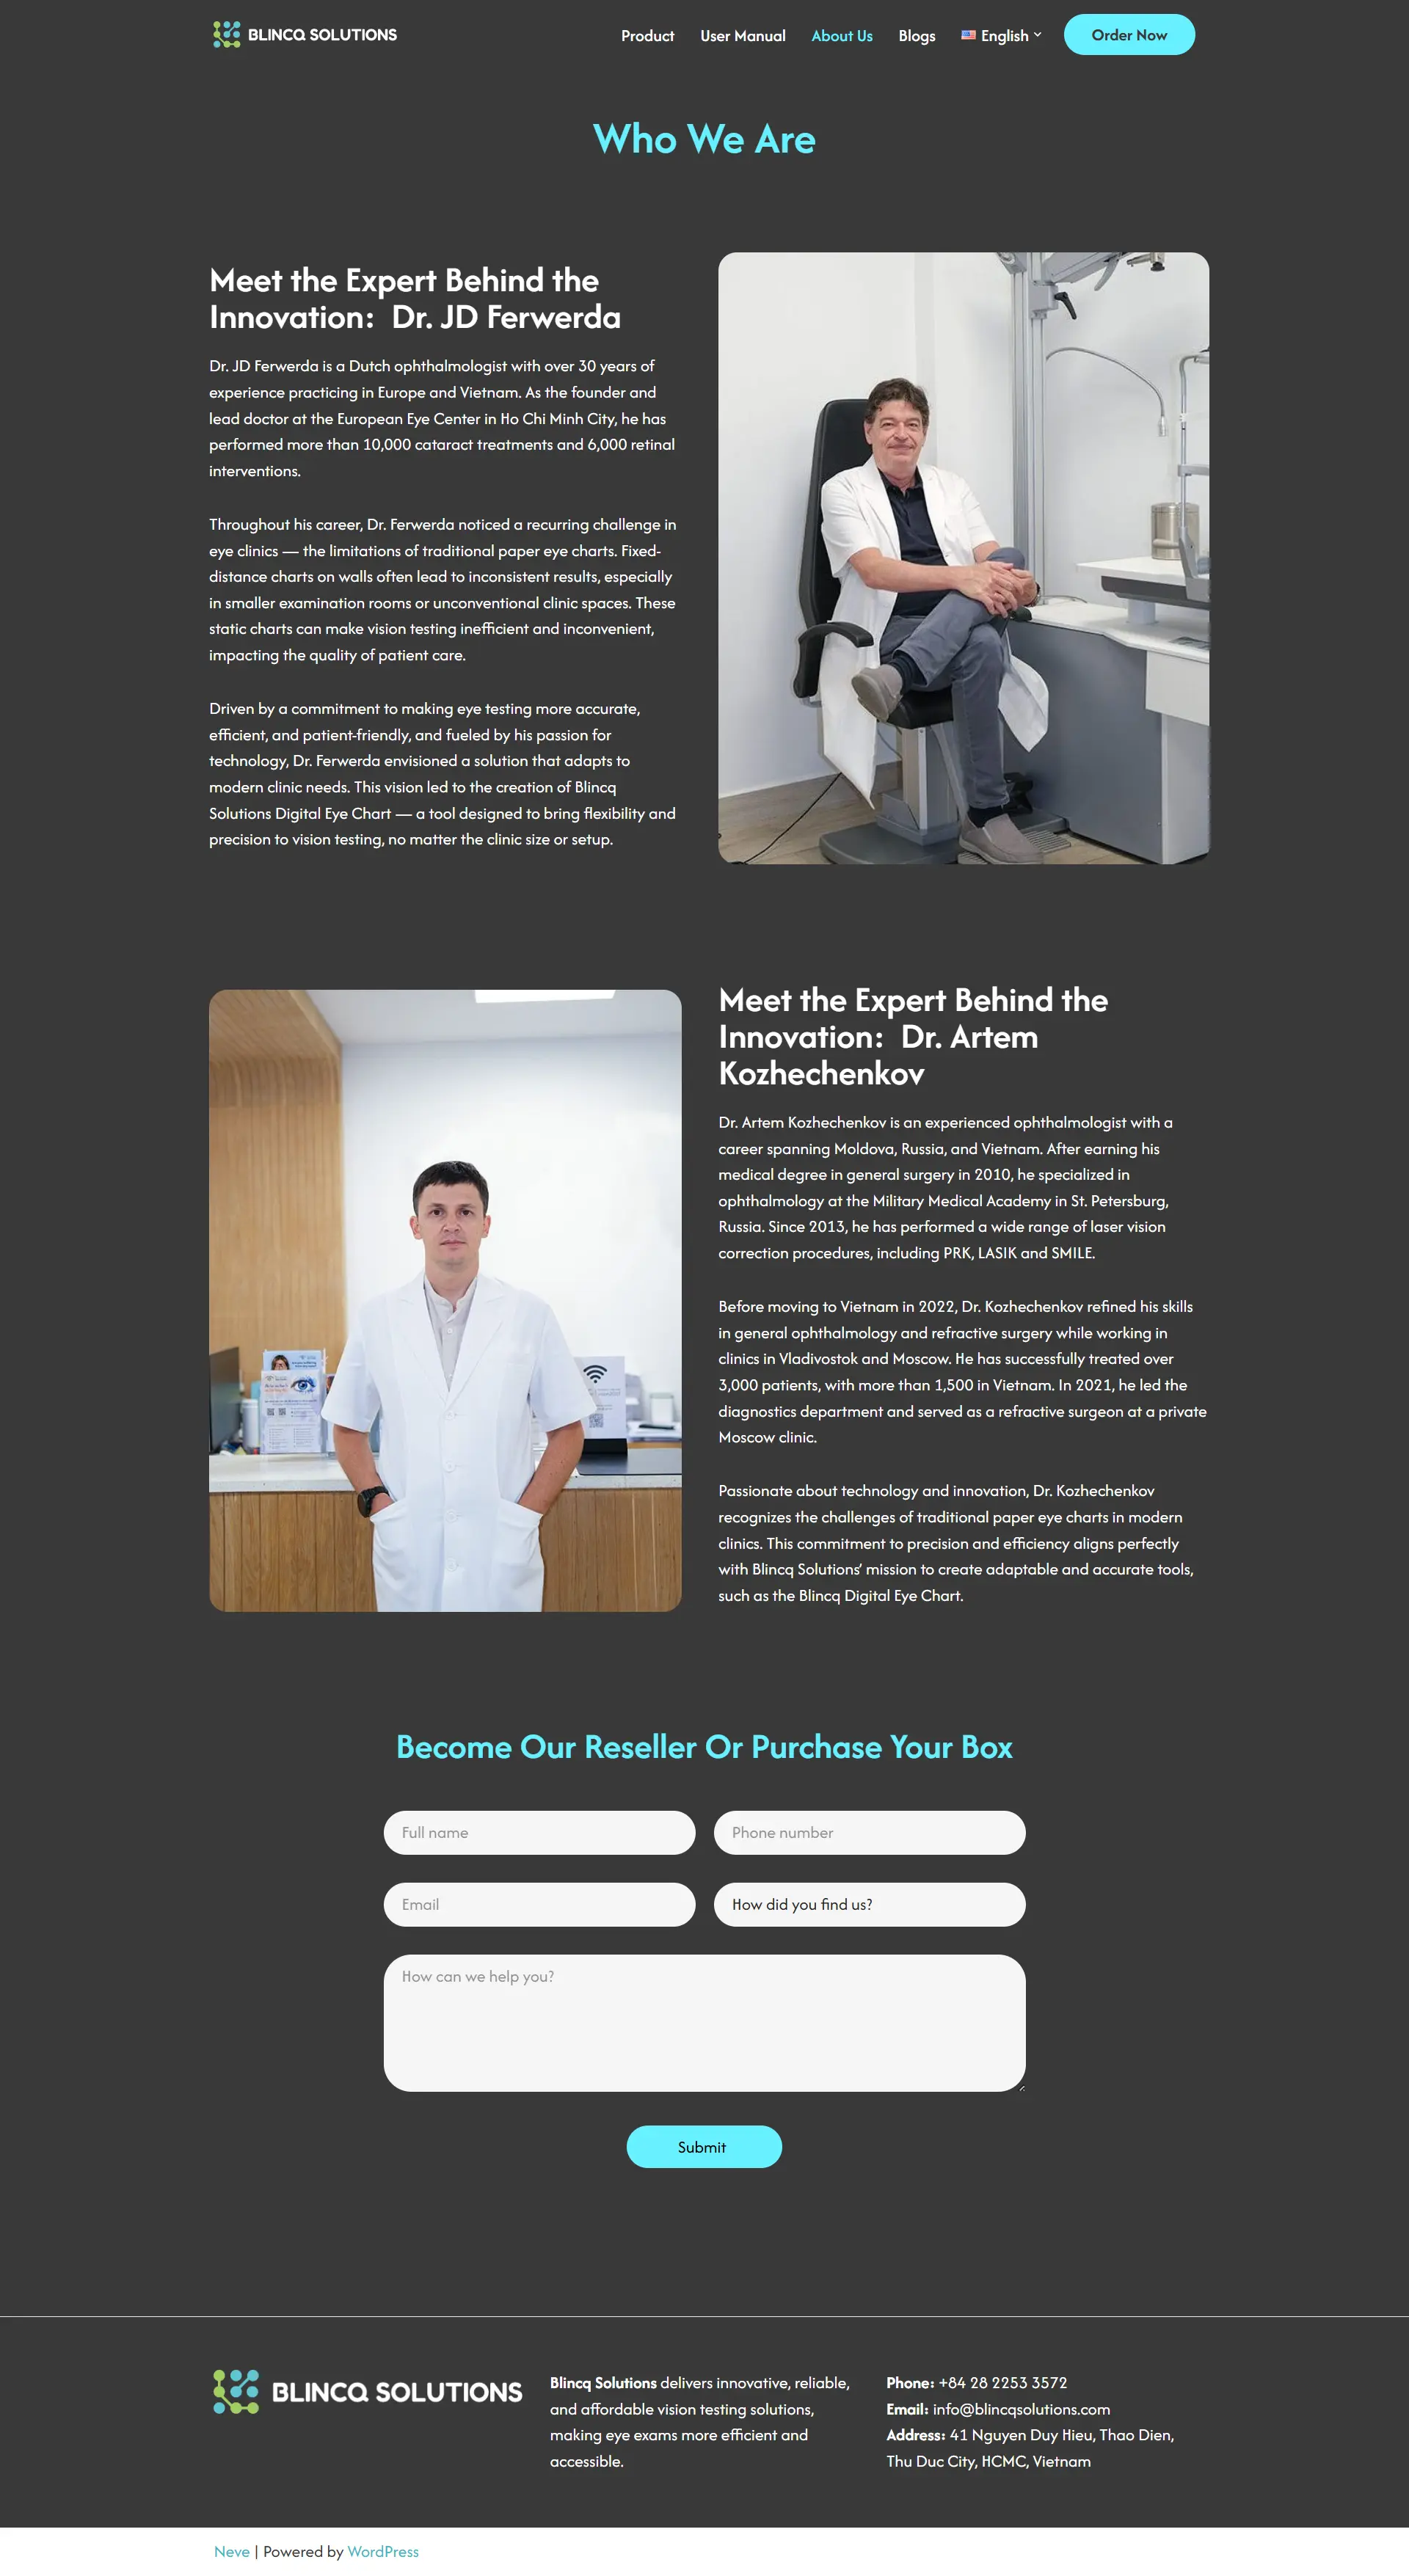 BLINCQ SOLUTIONS
Product
User Manual
About Us
Blogs
English
Order Now
Who We Are
Meet the Expert Behind the
Innovation:  Dr. JD Ferwerda
Dr. JD Ferwerda is a Dutch ophthalmologist with over 30 years of
experience practicing in Europe and Vietnam. As the founder and
lead doctor at the European Eye Center in Ho Chi Minh City, he has
performed more than 10,000 cataract treatments and 6,000 retinal
interventions.
Throughout his career, Dr. Ferwerda noticed a recurring challenge in
eye clinics — the limitations of traditional paper eye charts. Fixed-
distance charts on walls often lead to inconsistent results, especially
in smaller examination rooms or unconventional clinic spaces. These
static charts can make vision testing inefficient and inconvenient,
impacting the quality of patient care.
Driven by a commitment to making eye testing more accurate,
efficient, and patient-friendly, and fueled by his passion for
technology, Dr. Ferwerda envisioned a solution that adapts to
modern clinic needs. This vision led to the creation of Blincq
Solutions Digital Eye Chart — a tool designed to bring flexibility and
precision to vision testing, no matter the clinic size or setup.
Meet the Expert Behind the
Innovation:  Dr. Artem
Kozhechenkov
Dr. Artem Kozhechenkov is an experienced ophthalmologist with a
career spanning Moldova, Russia, and Vietnam. After earning his
medical degree in general surgery in 2010, he specialized in
ophthalmology at the Military Medical Academy in St. Petersburg,
Russia. Since 2013, he has performed a wide range of laser vision
correction procedures, including PRK, LASIK and SMILE.
Before moving to Vietnam in 2022, Dr. Kozhechenkov refined his skills
in general ophthalmology and refractive surgery while working in
clinics in Vladivostok and Moscow. He has successfully treated over
3,000 patients, with more than 1,500 in Vietnam. In 2021, he led the
diagnostics department and served as a refractive surgeon at a private
Moscow clinic.
Passionate about technology and innovation, Dr. Kozhechenkov
recognizes the challenges of traditional paper eye charts in modern
clinics. This commitment to precision and efficiency aligns perfectly
with Blincq Solutions’ mission to create adaptable and accurate tools,
such as the Blincq Digital Eye Chart.
Become Our Reseller Or Purchase Your Box
Full name
Phone number
Email
How did you find us?
How can we help you?
Submit
BLINCQ SOLUTIONS
Blincq Solutions delivers innovative, reliable,
and affordable vision testing solutions,
making eye exams more efficient and
accessible.
Phone: +84 28 2253 3572
Email: info@blincqsolutions.com
Address: 41 Nguyen Duy Hieu, Thao Dien,
Thu Duc City, HCMC, Vietnam
Neve | Powered by WordPress